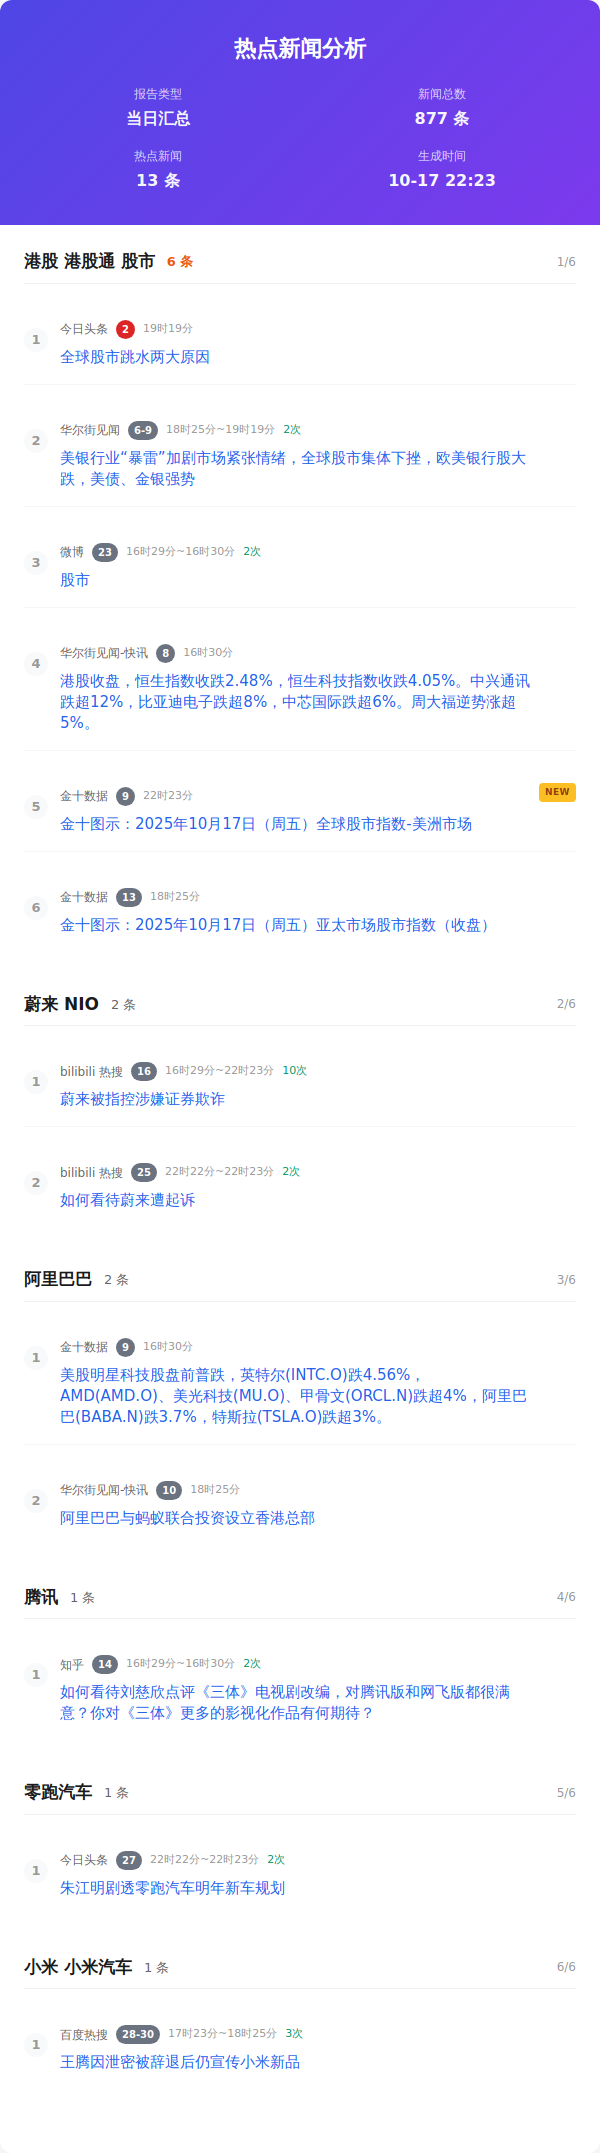 热点新闻分析
报告类型
新闻总数
当日汇总
877 条
热点新闻
生成时间
13 条
10-17 22:23
港股 港股通 股市 6 条 1/6
1
今日头条 2 19时19分
全球股市跳水两大原因
2
华尔街见闻 6-9 18时25分~19时19分 2次
美银行业“暴雷”加剧市场紧张情绪，全球股市集体下挫，欧美银行股大
跌，美债、金银强势
3
微博 23 16时29分~16时30分 2次
股市
4
华尔街见闻-快讯 8 16时30分
港股收盘，恒生指数收跌2.48%，恒生科技指数收跌4.05%。中兴通讯
跌超12%，比亚迪电子跌超8%，中芯国际跌超6%。周大福逆势涨超
5%。
5
金十数据 9 22时23分 NEW
金十图示：2025年10月17日（周五）全球股市指数-美洲市场
6
金十数据 13 18时25分
金十图示：2025年10月17日（周五）亚太市场股市指数（收盘）
蔚来 NIO 2 条 2/6
1
bilibili 热搜 16 16时29分~22时23分 10次
蔚来被指控涉嫌证券欺诈
2
bilibili 热搜 25 22时22分~22时23分 2次
如何看待蔚来遭起诉
阿里巴巴 2 条 3/6
1
金十数据 9 16时30分
美股明星科技股盘前普跌，英特尔(INTC.O)跌4.56%，
AMD(AMD.O)、美光科技(MU.O)、甲骨文(ORCL.N)跌超4%，阿里巴
巴(BABA.N)跌3.7%，特斯拉(TSLA.O)跌超3%。
2
华尔街见闻-快讯 10 18时25分
阿里巴巴与蚂蚁联合投资设立香港总部
腾讯 1 条 4/6
1
知乎 14 16时29分~16时30分 2次
如何看待刘慈欣点评《三体》电视剧改编，对腾讯版和网飞版都很满
意？你对《三体》更多的影视化作品有何期待？
零跑汽车 1 条 5/6
1
今日头条 27 22时22分~22时23分 2次
朱江明剧透零跑汽车明年新车规划
小米 小米汽车 1 条 6/6
1
百度热搜 28-30 17时23分~18时25分 3次
王腾因泄密被辞退后仍宣传小米新品